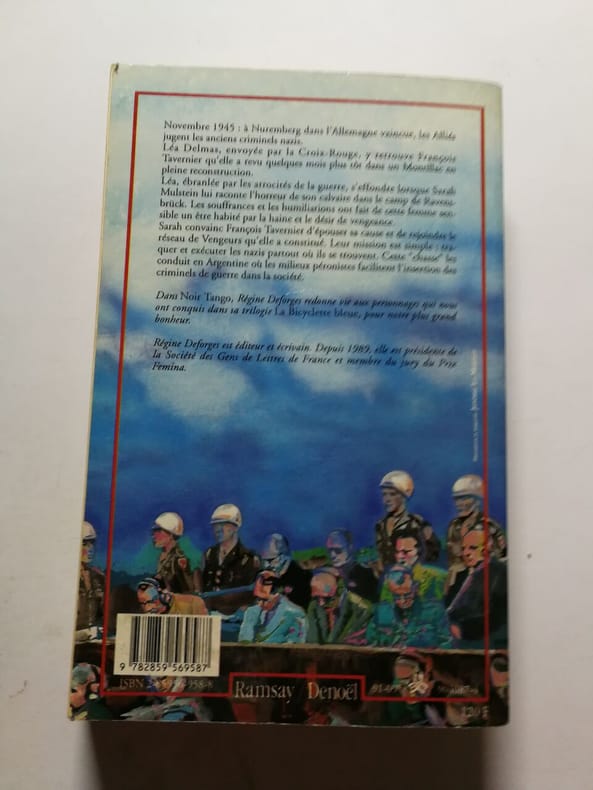 Novembre 1945 : à Nuremberg dans l'Allemagne vaincue, les Alliés
jugent les anciens criminels nazis.
Léa Delmas, envoyée par la Croix-Rouge, y retrouve François
Tavernier qu'elle a revu quelques mois plus tôt dans un Montillac en
pleine reconstruction.
Léa, ébranlée par les atrocités de la guerre, s'effondre lorsque Sarah
Mulstein lui raconte l'horreur de son calvaire dans le camp de Ravens-
brück. Les souffrances et les humiliations ont fait de cette femme sen-
sible un être habité par la haine et le désir de vengeance.
Sarah convainc François Tavernier d'épouser sa cause et de rejoindre le
réseau de Vengeurs qu'elle a constitué. Leur mission est simple : tra-
quer et exécuter les nazis partout où ils se trouvent. Cette "chasse" les
conduit en Argentine où les milieux péronistes facilitent l'insertion des
criminels de guerre dans la société.
Dans Noir Tango, Régine Deforges redonne vie aux personnages qui nous
ont conquis dans sa trilogie La Bicyclette bleue, pour notre plus grand
bonheur.
Régine Deforges est éditeur et écrivain. Depuis 1989, elle est présidente de
la Société des Gens de Lettres de France et membre du jury du Prix
Femina.
9 782859 569587
ISBN 2-85956-958-8
Ramsay Denoël
91-09
120 F